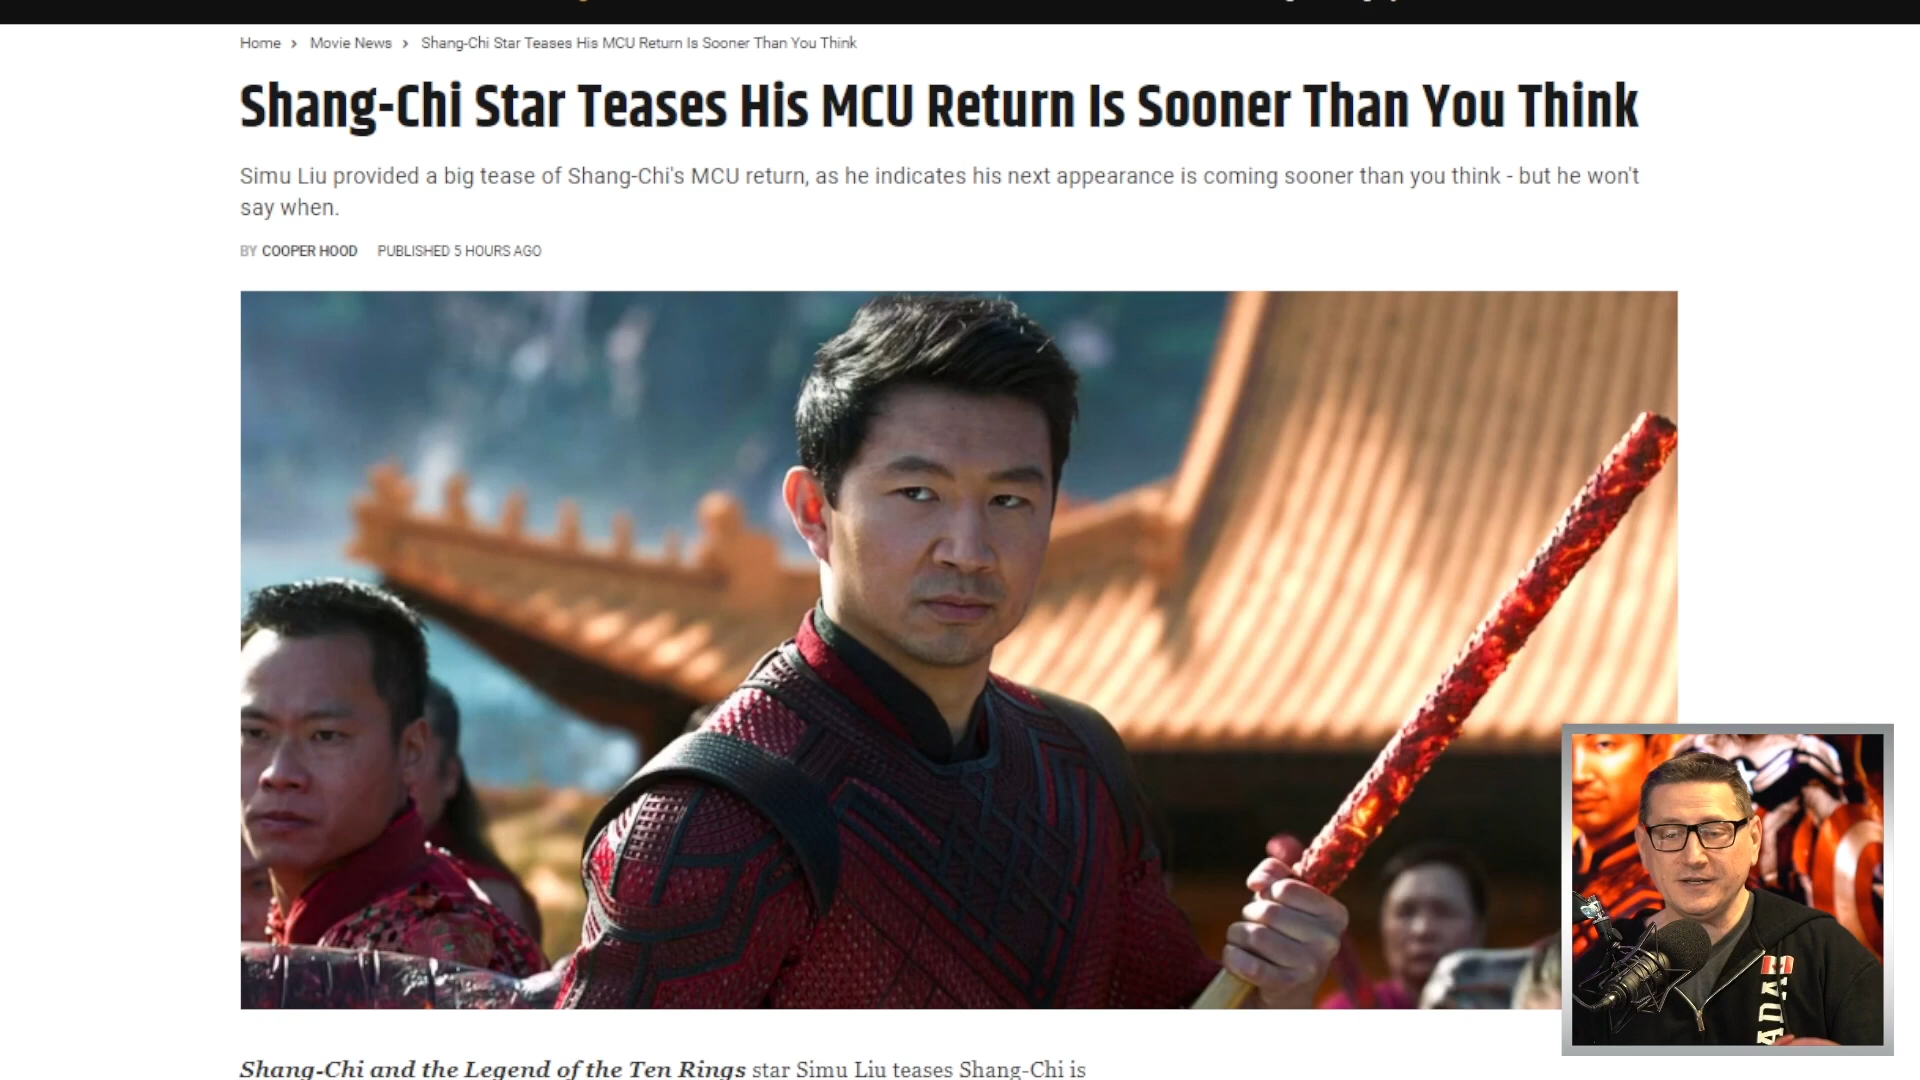 Home > Movie News > Shang-Chi Star Teases His MCU Return Is Sooner Than You Think
Shang-Chi Star Teases His MCU Return Is Sooner Than You Think
Simu Liu provided a big tease of Shang-Chi's MCU return, as he indicates his next appearance is coming sooner than you think - but he won't
say when.
BY COOPER HOOD PUBLISHED 5 HOURS AGO
Shang-Chi and the Legend of the Ten Rings star Simu Liu teases Shang-Chi is